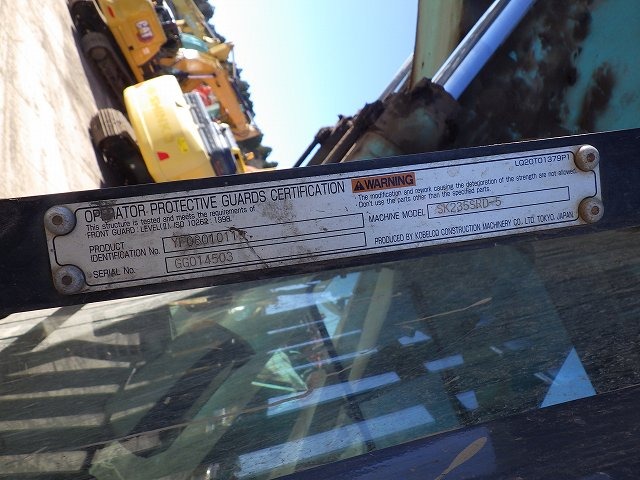 OPERATOR PROTECTIVE GUARDS CERTIFICATION
This structure is tested and meets the requirements of
FRONT GUARD : LEVEL(2) ISO 10262 : 1998
PRODUCT
IDENTIFICATION No.
SERIAL No. GG014503
WARNING
LQ20T01379P1
The modification and rework causing the deterioration of the strength are not allowed.
Don't use the parts other than the specified parts.
MACHINE MODEL SK235SRD-5
PRODUCED BY KOBELCO CONSTRUCTION MACHINERY CO., LTD. TOKYO, JAPAN.
CAT